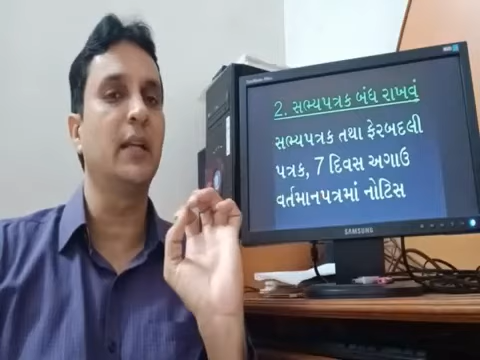 2. સભ્યપત્રક બંધ રાખવું
સભ્યપત્રક તથા ફેરબદલી
પત્રક, 7 દિવસ અગાઉ
વર્તમાનપત્રમાં નોટિસ
SAMSUNG